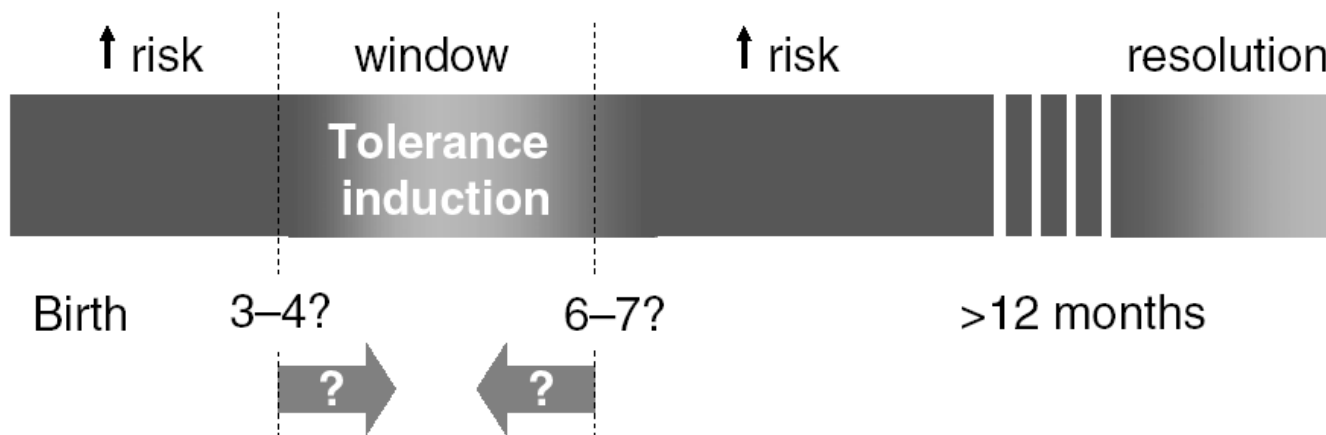 ↑ risk window ↑ risk resolution
Tolerance
induction
Birth 3–4? 6–7? >12 months
? ?